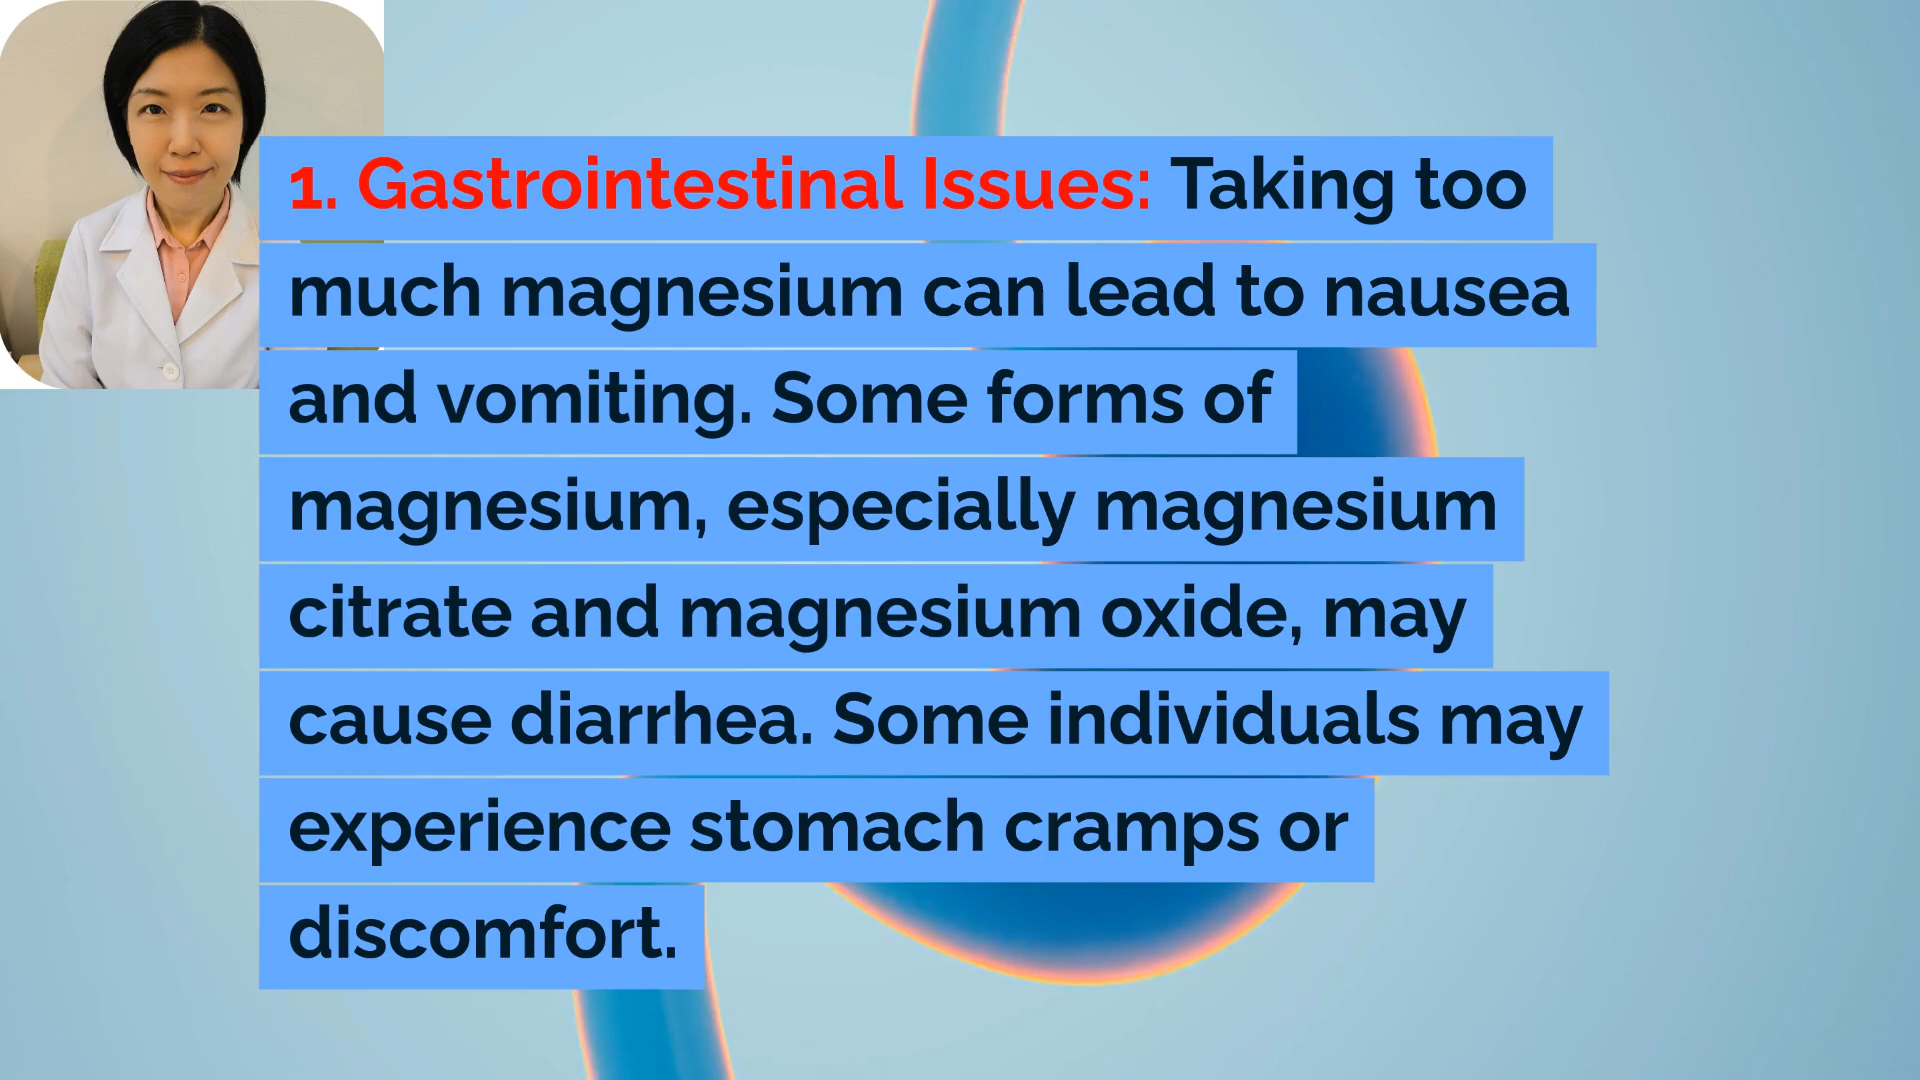 1. Gastrointestinal Issues: Taking too
much magnesium can lead to nausea
and vomiting. Some forms of
magnesium, especially magnesium
citrate and magnesium oxide, may
cause diarrhea. Some individuals may
experience stomach cramps or
discomfort.